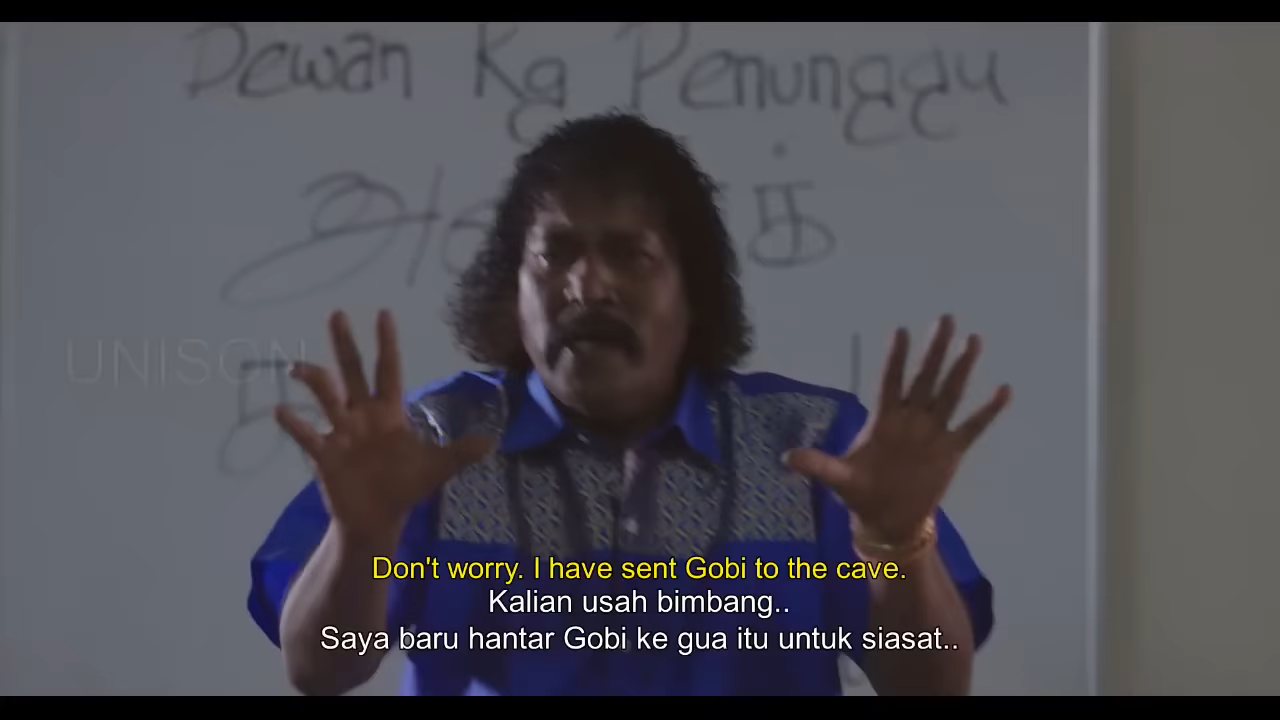 Dewan Kg Penunggu
UNISON
Don't worry. I have sent Gobi to the cave.
Kalian usah bimbang..
Saya baru hantar Gobi ke gua itu untuk siasat..